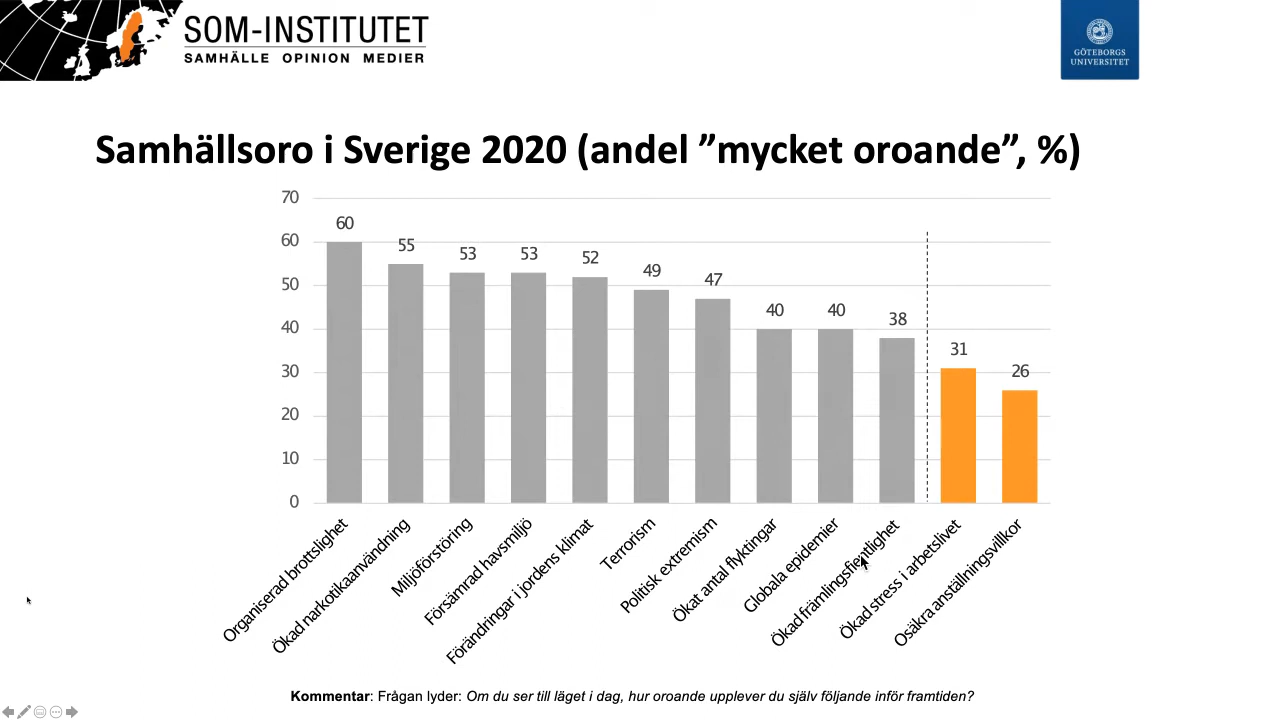 SOM-INSTITUTET
SAMHÄLLE OPINION MEDIER
GÖTEBORGS
UNIVERSITET
Samhällsoro i Sverige 2020 (andel ”mycket oroande”, %)
70
60
50
40
30
20
10
0
60
55
53
53
52
49
47
40
40
38
31
26
Organiserad brottslighet
Ökad narkotikaanvändning
Miljöförstöring
Försämrad havsmiljö
Förändringar i jordens klimat
Terrorism
Politisk extremism
Ökat antal flyktingar
Globala epidemier
Ökad främlingsfientlighet
Ökad stress i arbetslivet
Osäkra anställningsvillkor
Kommentar: Frågan lyder: Om du ser till läget i dag, hur oroande upplever du själv följande inför framtiden?